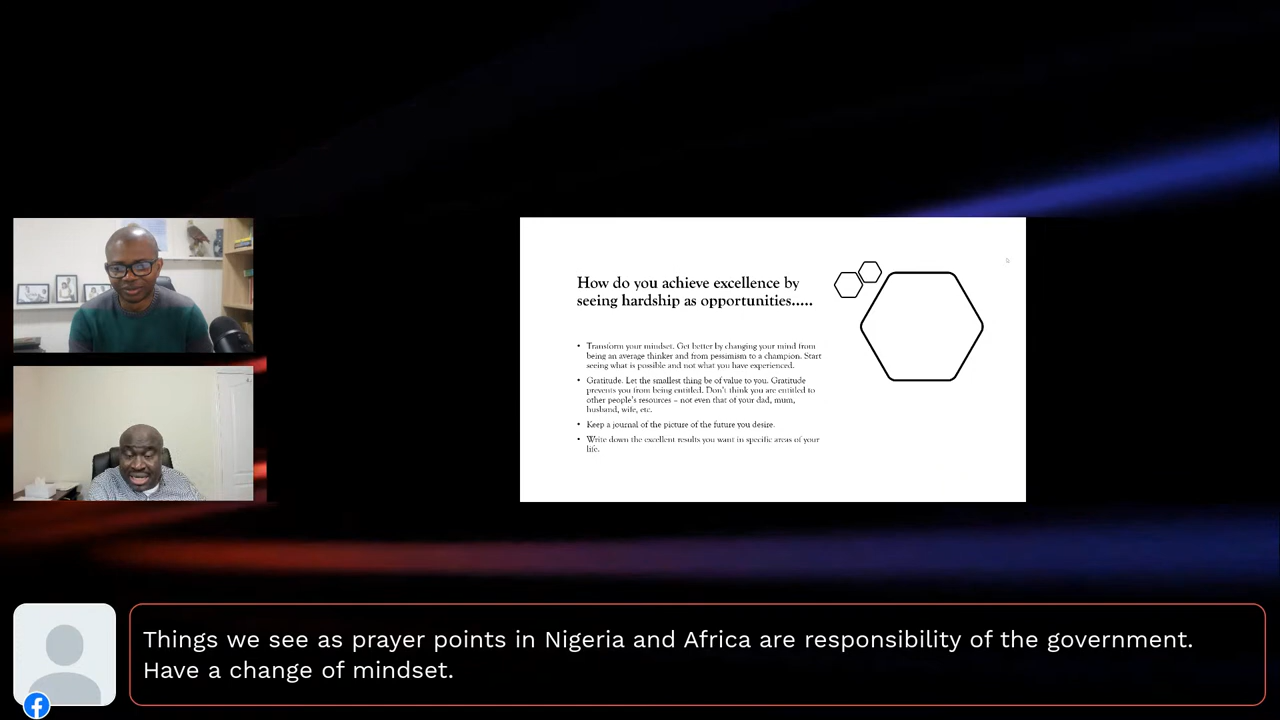 How do you achieve excellence by
seeing hardship as opportunities.....
• Transform your mindset. Get better by changing your mind from
being an average thinker and from pessimism to a champion. Start
seeing what is possible and not what you have experienced.
• Gratitude. Let the smallest thing be of value to you. Gratitude
prevents you from being entitled. Don't think you are entitled to
other people's resources – not even that of your dad, mum,
husband, wife, etc.
• Keep a journal of the picture of the future you desire.
• Write down the excellent results you want in specific areas of your
life.
Things we see as prayer points in Nigeria and Africa are responsibility of the government.
Have a change of mindset.